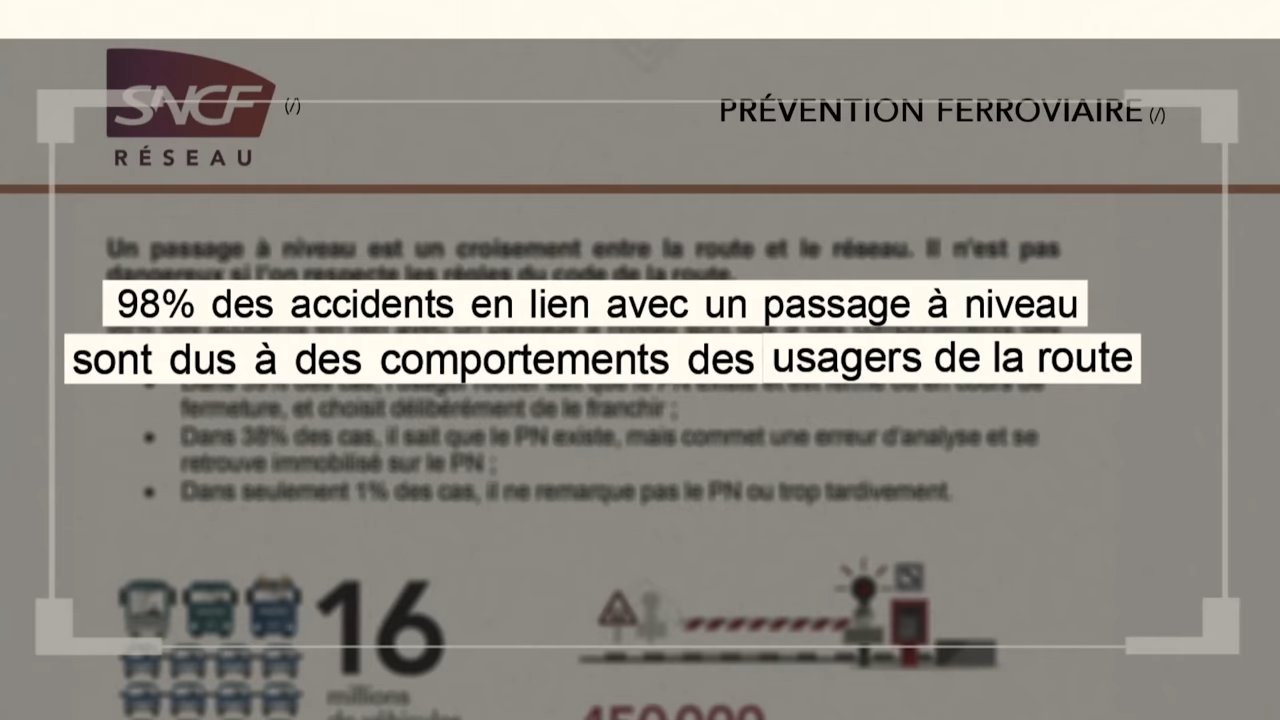 SNCF (/)
RÉSEAU
PRÉVENTION FERROVIAIRE (/)
Un passage à niveau est un croisement entre la route et le réseau. Il n'est pas
dangereux si l'on respecte les règles du code de la route.
98% des accidents en lien avec un passage à niveau
sont dus à des comportements des usagers de la route
fermeture, et choisit délibérément de le franchir ;
• Dans 38% des cas, il sait que le PN existe, mais commet une erreur d'analyse et se
retrouve immobilisé sur le PN ;
• Dans seulement 1% des cas, il ne remarque pas le PN ou trop tardivement.
16
millions
de véhicules
450 000